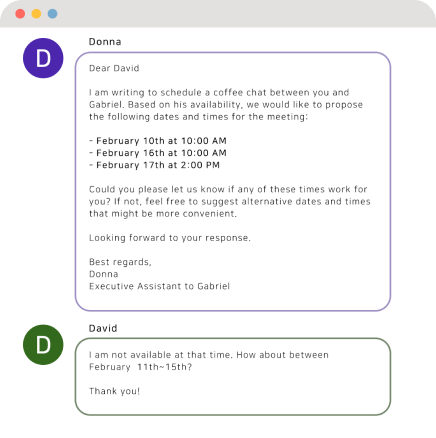 Donna
D
Dear David
I am writing to schedule a coffee chat between you and
Gabriel. Based on his availability, we would like to propose
the following dates and times for the meeting:
- February 10th at 10:00 AM
- February 16th at 10:00 AM
- February 17th at 2:00 PM
Could you please let us know if any of these times work for
you? If not, feel free to suggest alternative dates and times
that might be more convenient.
Looking forward to your response.
Best regards,
Donna
Executive Assistant to Gabriel
David
D
I am not available at that time. How about between
February 11th~15th?
Thank you!